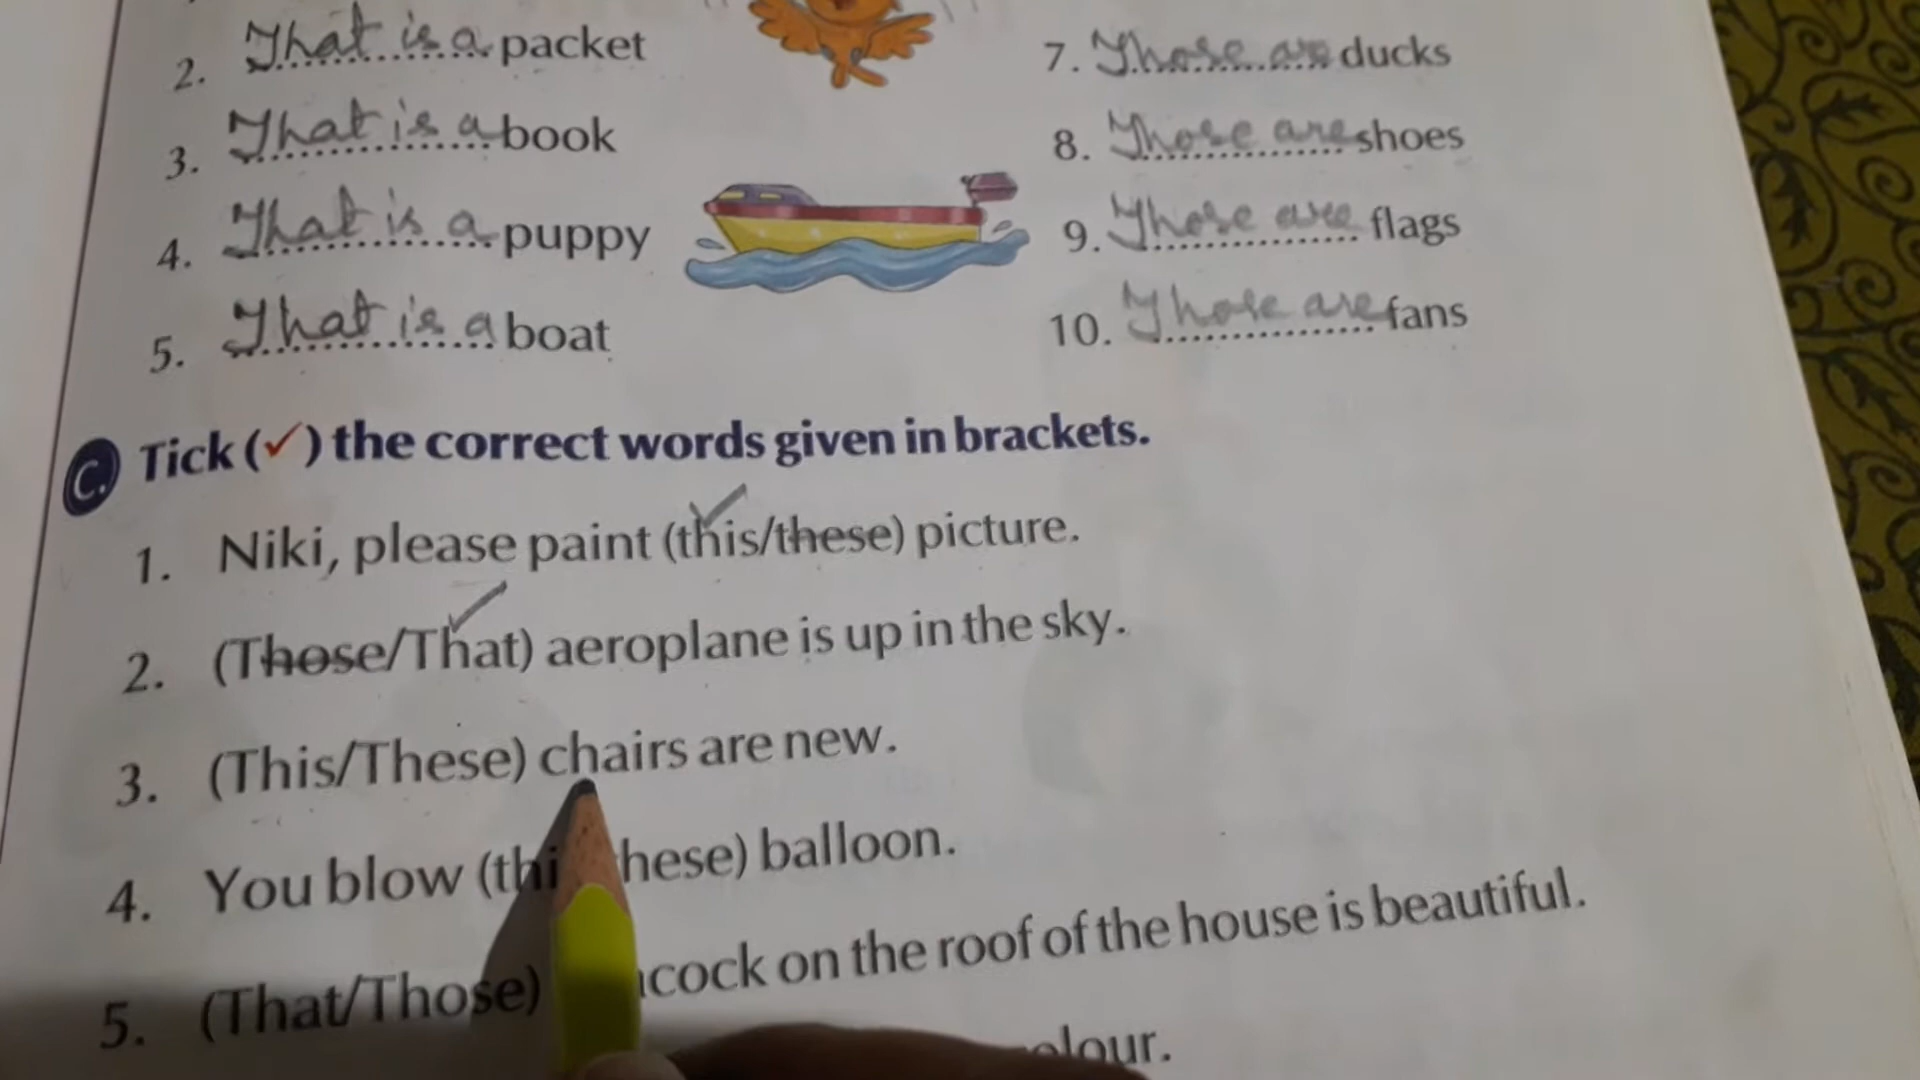 2. That is a packet
3. That is a book
4. That is a puppy
5. That is a boat
7. Those are ducks
8. Those are shoes
9. Those are flags
10. Those are fans
C. Tick (✓) the correct words given in brackets.
1. Niki, please paint (this/these) picture.
2. (Those/That) aeroplane is up in the sky.
3. (This/These) chairs are new.
4. You blow (thi hese) balloon.
5. (That/Those) cock on the roof of the house is beautiful.
olour.